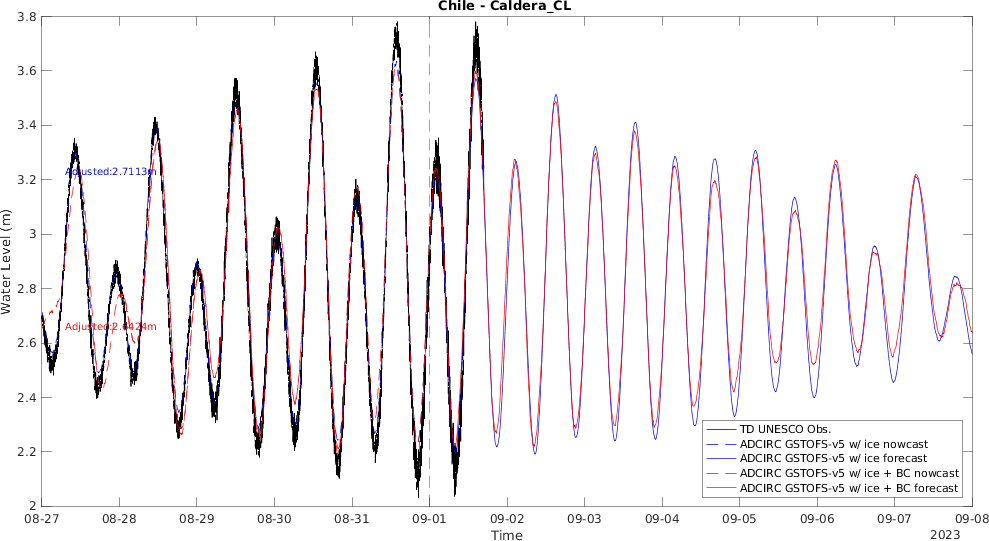 Chile - Caldera_CL
Water Level (m)
3.8
3.6
3.4
3.2
3
2.8
2.6
2.4
2.2
2
Adjusted:2.7113m
TD UNESCO Obs.
ADCIRC GSTOFS-v5 w/ ice nowcast
ADCIRC GSTOFS-v5 w/ ice forecast
ADCIRC GSTOFS-v5 w/ ice + BC nowcast
ADCIRC GSTOFS-v5 w/ ice + BC forecast
08-27 08-28 08-29 08-30 08-31 09-01 09-02 09-03 09-04 09-05 09-06 09-07 09-08
Time
2023